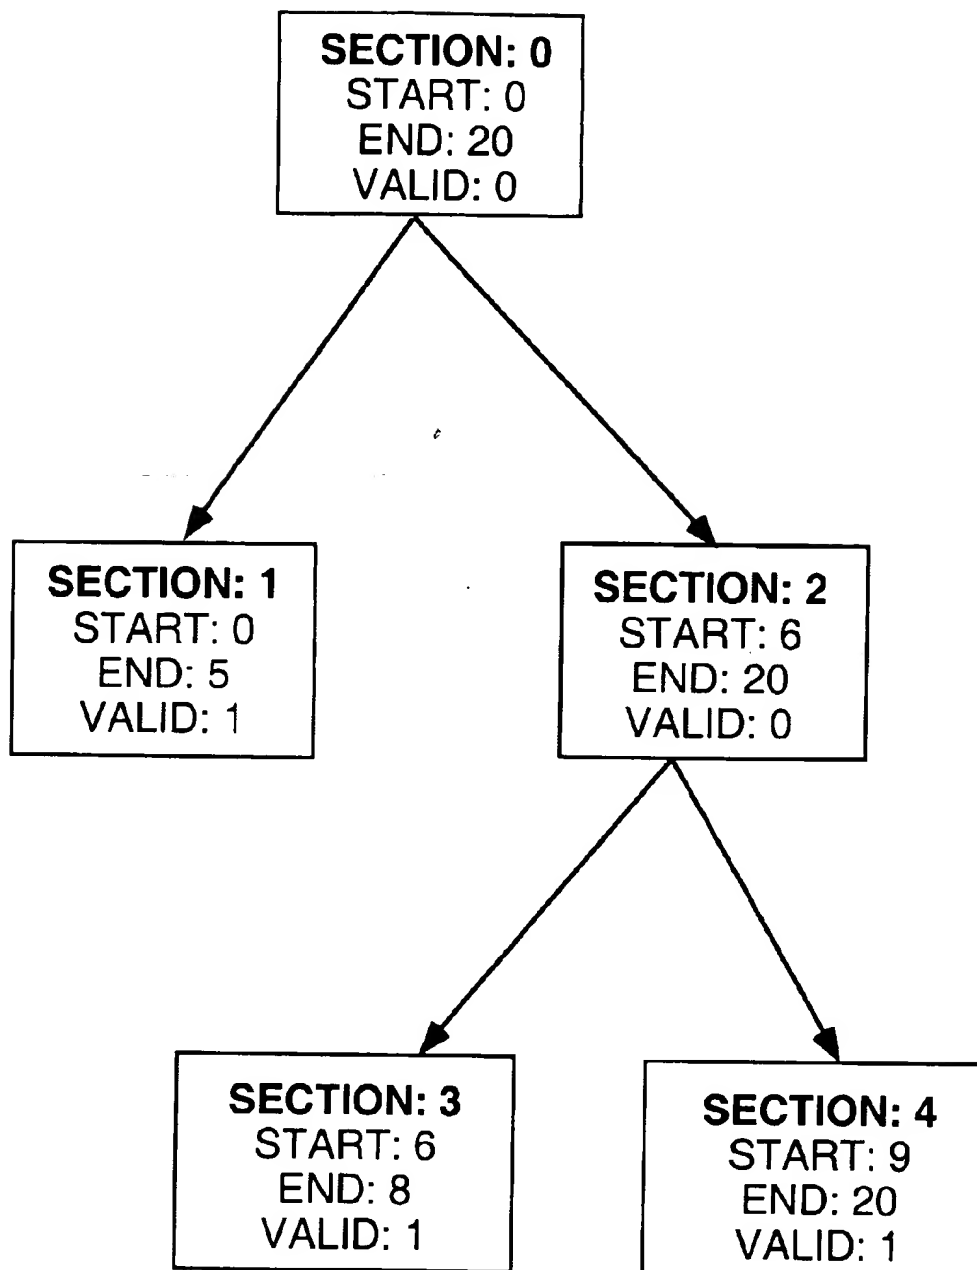 SECTION: 0
START: 0
END: 20
VALID: 0
SECTION: 1
START: 0
END: 5
VALID: 1
SECTION: 2
START: 6
END: 20
VALID: 0
SECTION: 3
START: 6
END: 8
VALID: 1
SECTION: 4
START: 9
END: 20
VALID: 1